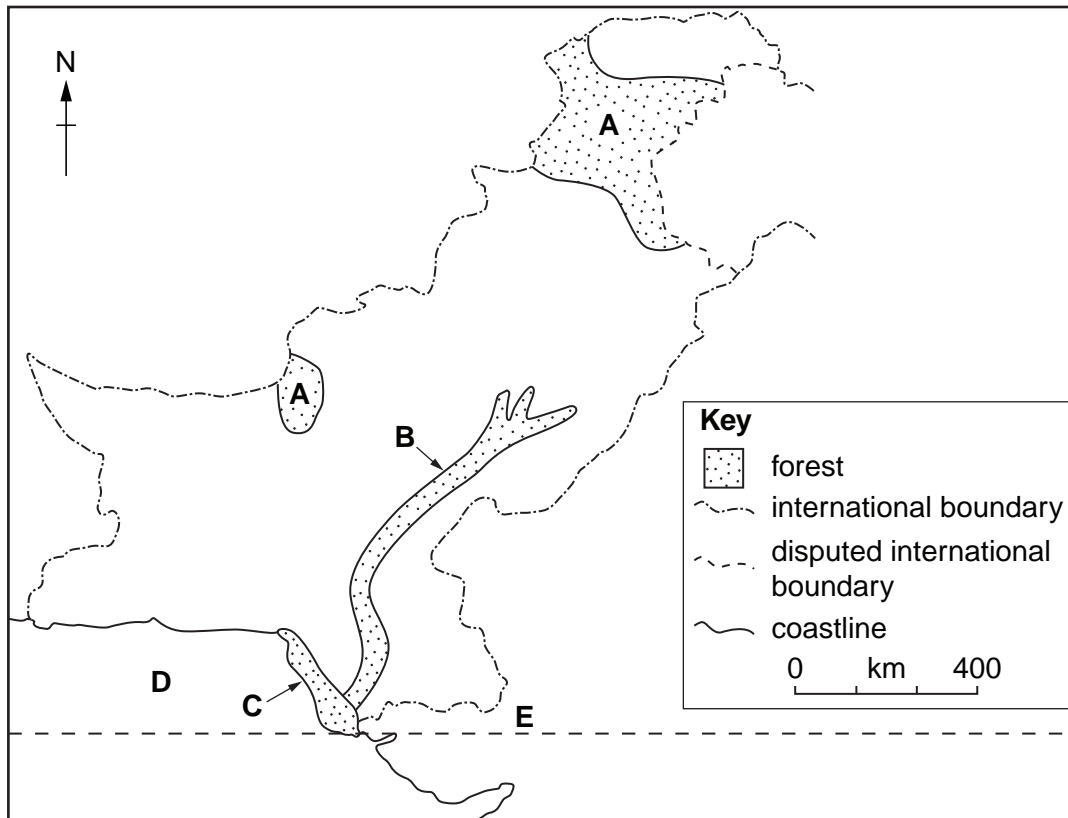 N
A
A
B
C
D
E
Key
forest
international boundary
disputed international
boundary
coastline
0 km 400